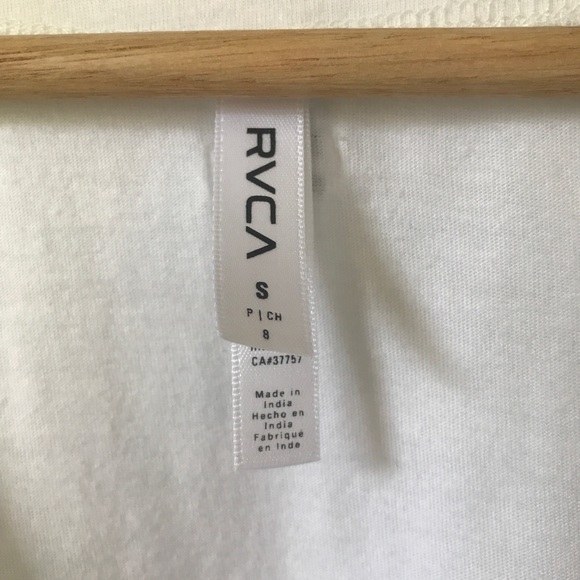 RVCA
S
P | CH
8
CA#37757
Made in
India
Hecho en
India
Fabriqué
en Inde